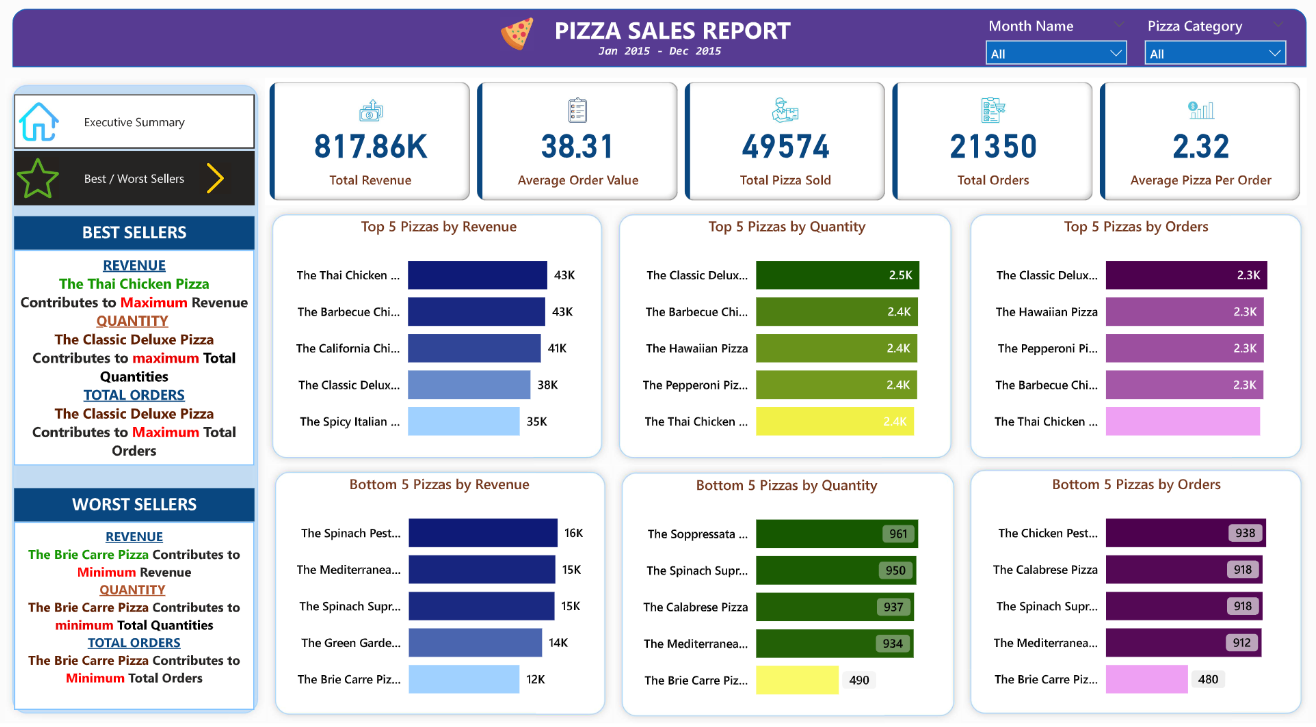 PIZZA SALES REPORT
Jan 2015 - Dec 2015
Month Name
All
Pizza Category
All
Executive Summary
Best / Worst Sellers
817.86K
Total Revenue
38.31
Average Order Value
49574
Total Pizza Sold
21350
Total Orders
2.32
Average Pizza Per Order
BEST SELLERS
REVENUE
The Thai Chicken Pizza
Contributes to Maximum Revenue
QUANTITY
The Classic Deluxe Pizza
Contributes to maximum Total
Quantities
TOTAL ORDERS
The Classic Deluxe Pizza
Contributes to Maximum Total
Orders
WORST SELLERS
REVENUE
The Brie Carre Pizza Contributes to
Minimum Revenue
QUANTITY
The Brie Carre Pizza Contributes to
minimum Total Quantities
TOTAL ORDERS
The Brie Carre Pizza Contributes to
Minimum Total Orders
Top 5 Pizzas by Revenue
The Thai Chicken ... 43K
The Barbecue Chi... 43K
The California Chi... 41K
The Classic Delux... 38K
The Spicy Italian ... 35K
Top 5 Pizzas by Quantity
The Classic Delux... 2.5K
The Barbecue Chi... 2.4K
The Hawaiian Pizza 2.4K
The Pepperoni Piz... 2.4K
The Thai Chicken ... 2.4K
Top 5 Pizzas by Orders
The Classic Delux... 2.3K
The Hawaiian Pizza 2.3K
The Pepperoni Pi... 2.3K
The Barbecue Chi... 2.3K
The Thai Chicken ...
Bottom 5 Pizzas by Revenue
The Spinach Pest... 16K
The Mediterranea... 15K
The Spinach Supr... 15K
The Green Garde... 14K
The Brie Carre Piz... 12K
Bottom 5 Pizzas by Quantity
The Soppressata ... 961
The Spinach Supr... 950
The Calabrese Pizza 937
The Mediterranea... 934
The Brie Carre Piz... 490
Bottom 5 Pizzas by Orders
The Chicken Pest... 938
The Calabrese Pizza 918
The Spinach Supr... 918
The Mediterranea... 912
The Brie Carre Piz... 480